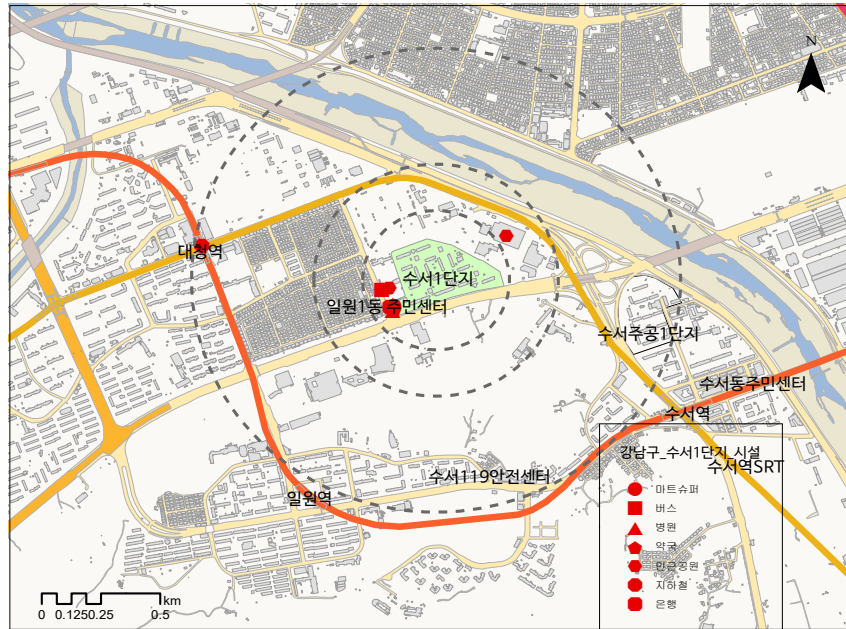 N
대청역
수서1단지
일원1동 주민센터
수서주공1단지
수서동주민센터
수서역
강남구_수서1단지_시설
수서역SRT
수서119안전센터
일원역
마트슈퍼
버스
병원
약국
인근공원
지하철
은행
km
0 0.1250.25 0.5